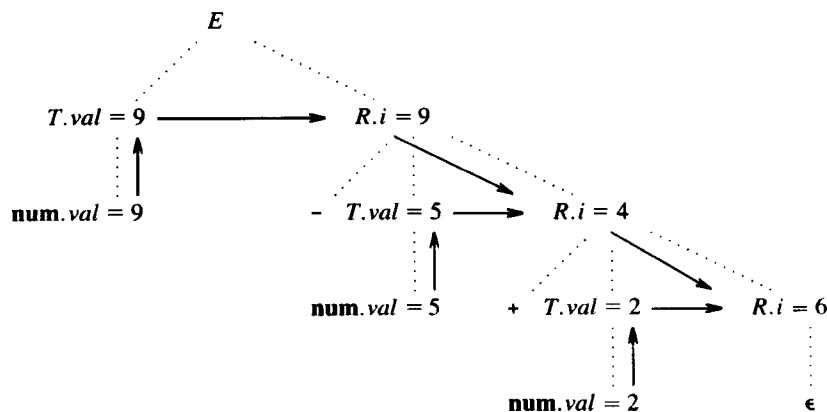 E
T.val = 9 R.i = 9
num.val = 9 - T.val = 5 R.i = 4
num.val = 5 + T.val = 2 R.i = 6
num.val = 2 ϵ